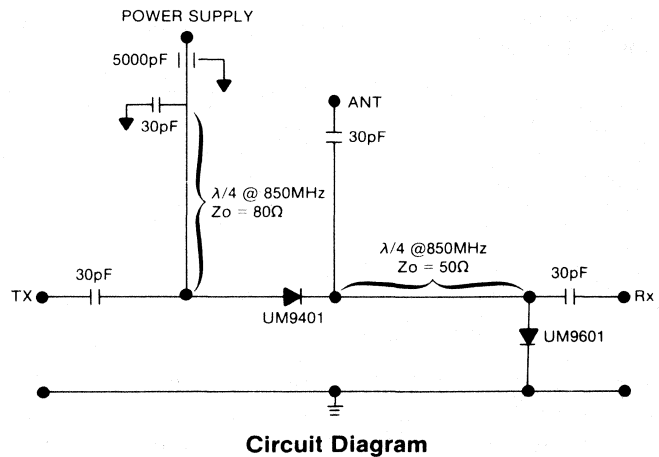 POWER SUPPLY
5000pF
30pF
ANT
30pF
λ/4 @ 850MHz
Zo = 80Ω
λ/4 @850MHz
Zo = 50Ω
30pF
30pF
TX
Rx
UM9401
UM9601
Circuit Diagram